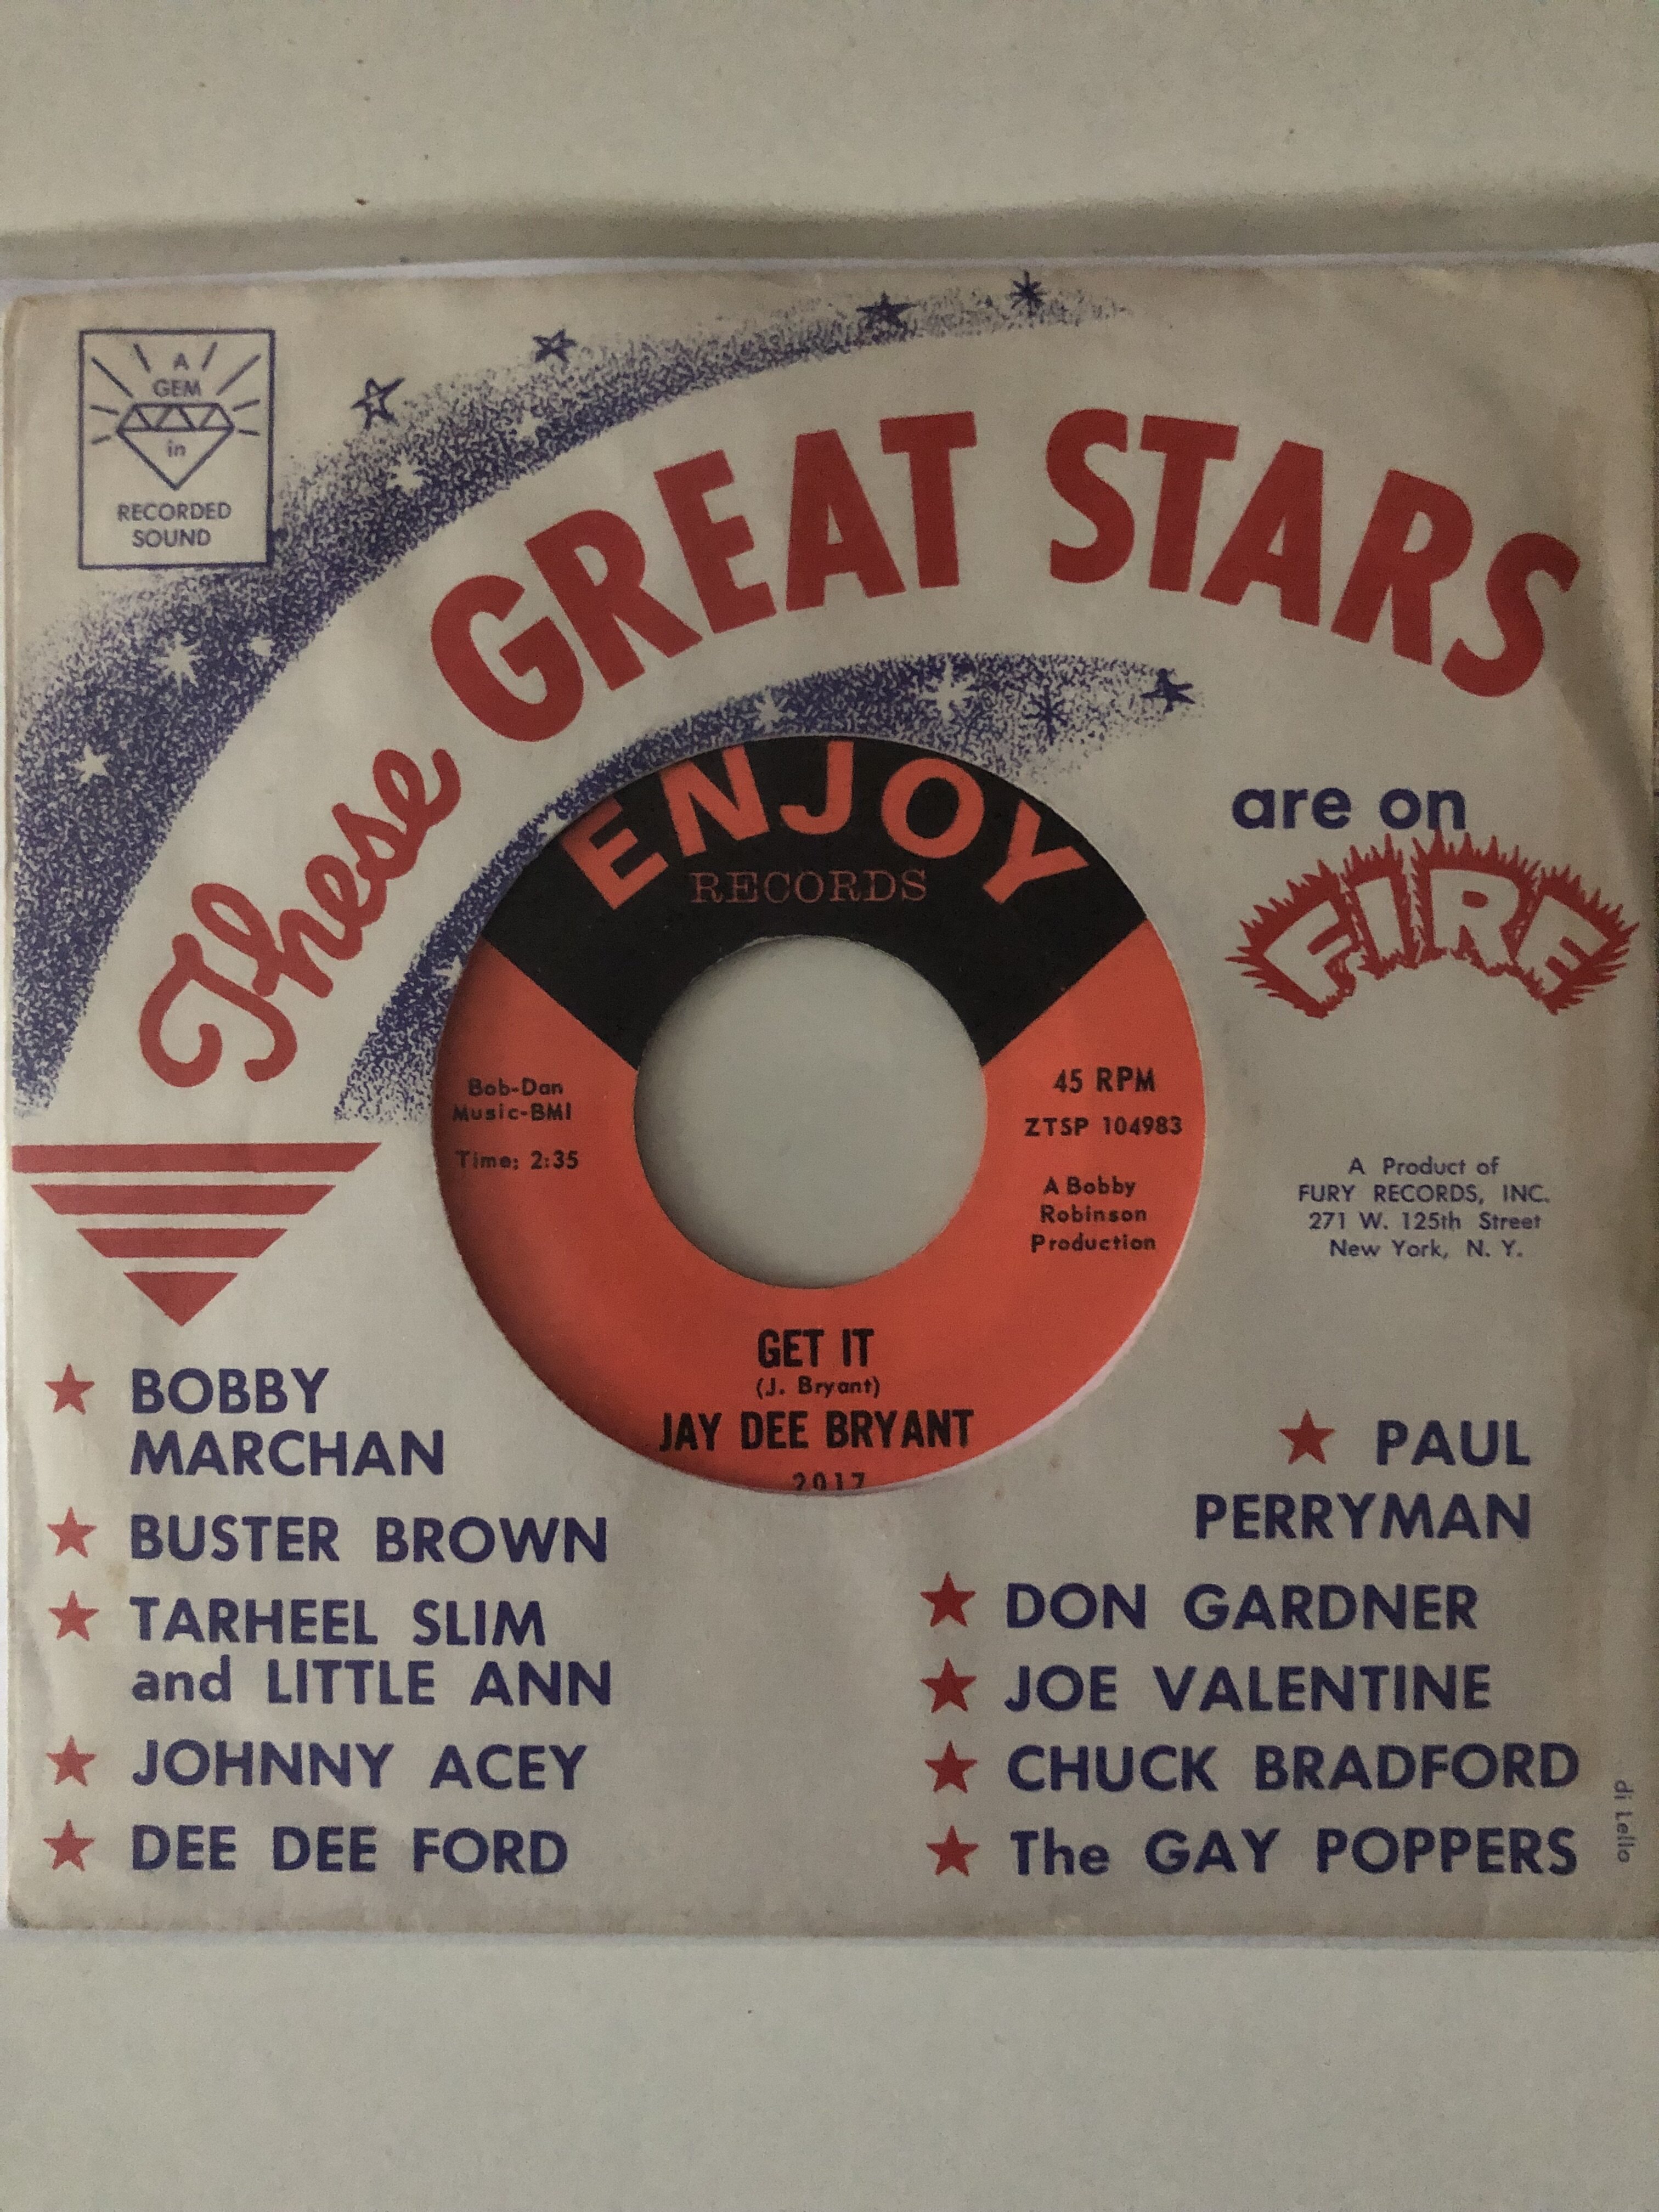 A
GEM
in
RECORDED
SOUND
These GREAT STARS
are on
FIRE
A Product of
FURY RECORDS, INC.
271 W. 125th Street
New York, N. Y.
ENJOY
RECORDS
Bob-Dan
Music-BMI
Time: 2:35
45 RPM
ZTSP 104983
A Bobby
Robinson
Production
GET IT
(J. Bryant)
JAY DEE BRYANT
2017
BOBBY
MARCHAN
BUSTER BROWN
TARHEEL SLIM
and LITTLE ANN
JOHNNY ACEY
DEE DEE FORD
PAUL
PERRYMAN
DON GARDNER
JOE VALENTINE
CHUCK BRADFORD
The GAY POPPERS
di Lello